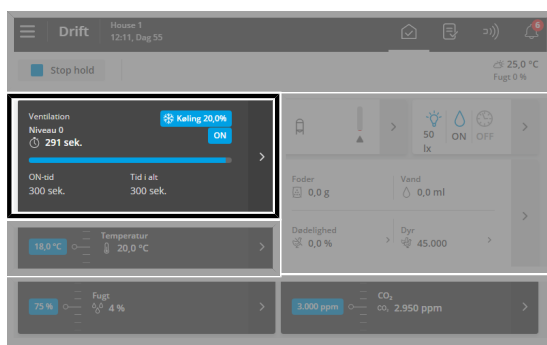 Drift
House 1
12:11, Dag 55
6
Stop hold
25,0 °C
Fugt 0 %
Ventilation
Niveau 0
291 sek.
Køling 20,0%
ON
ON-tid
300 sek.
Tid i alt
300 sek.
50
lx
ON
OFF
Foder
0,0 g
Vand
0,0 ml
Dødelighed
0,0 %
Dyr
45.000
18,0 °C
Temperatur
20,0 °C
75 %
Fugt
4 %
3.000 ppm
CO₂
CO₂ 2.950 ppm